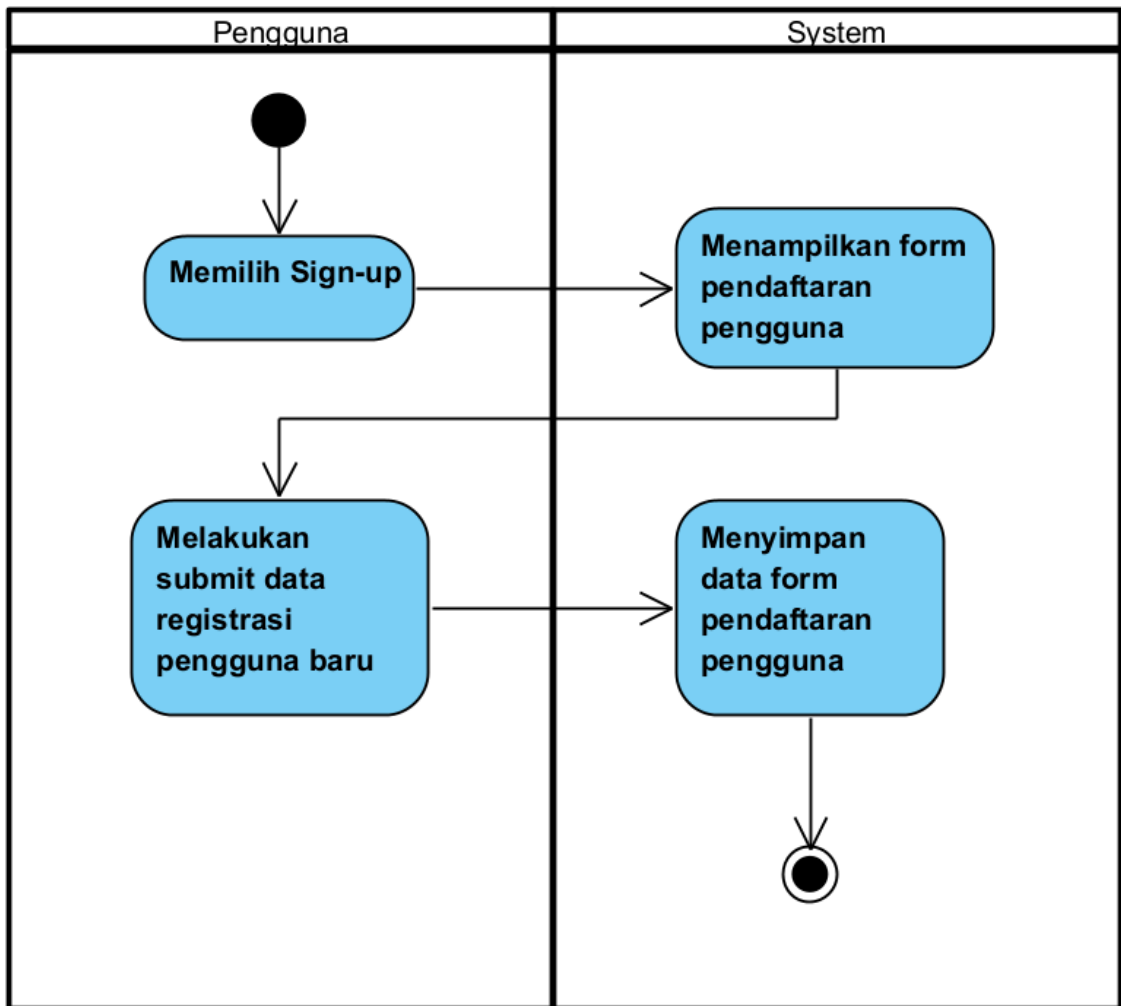 Pengguna
System
Memilih Sign-up
Menampilkan form
pendaftaran
pengguna
Melakukan
submit data
registrasi
pengguna baru
Menyimpan
data form
pendaftaran
pengguna